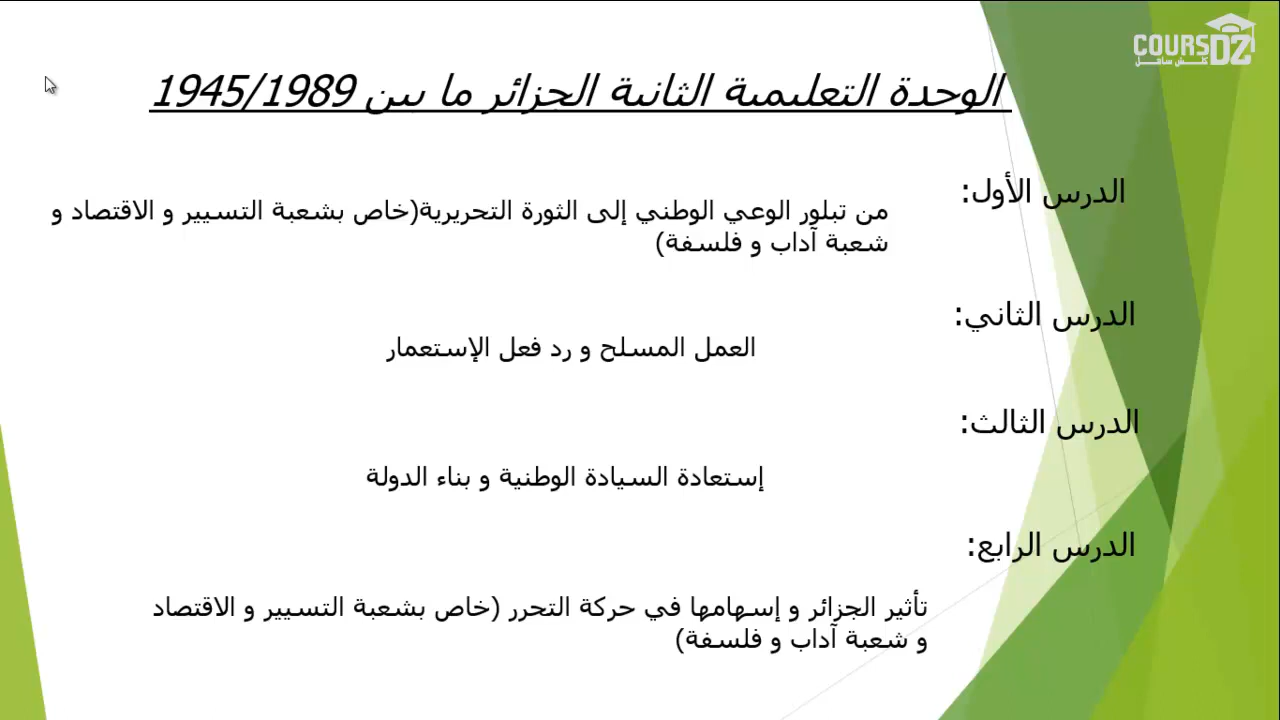 COURSDZ
كلش ساهل
الوحدة التعليمية الثانية الجزائر ما بين 1945/1989
الدرس الأول:
من تبلور الوعي الوطني إلى الثورة التحريرية(خاص بشعبة التسيير و الاقتصاد و
شعبة آداب و فلسفة)
الدرس الثاني:
العمل المسلح و رد فعل الإستعمار
الدرس الثالث:
إستعادة السيادة الوطنية و بناء الدولة
الدرس الرابع:
تأثير الجزائر و إسهامها في حركة التحرر (خاص بشعبة التسيير و الاقتصاد
و شعبة آداب و فلسفة)